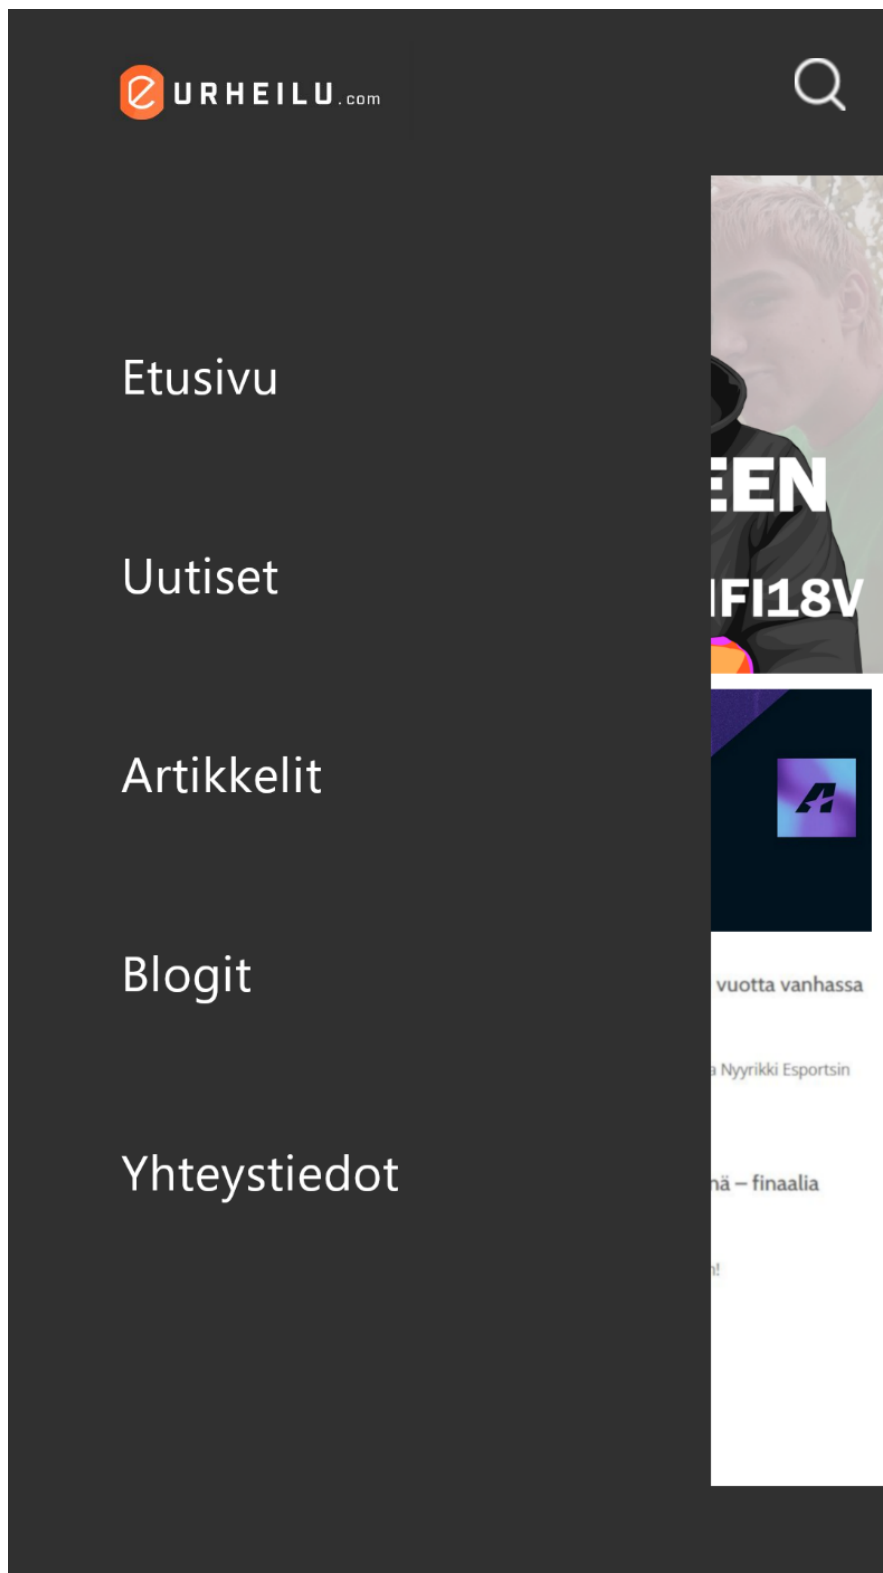 URHEILU.com
Etusivu
EEN
Uutiset
FI18V
Artikkelit
Blogit
vuotta vanhassa
Nyyrikki Esportsin
Yhteystiedot
– finaalia